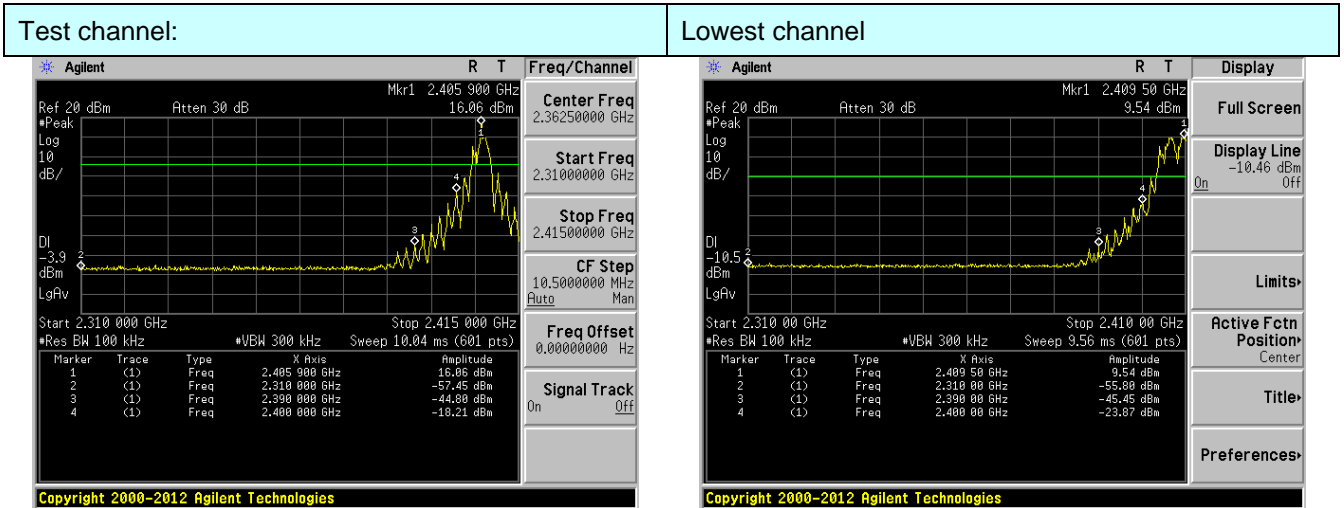 Test channel:
Lowest channel
Agilent R T Freq/Channel
Mkr1 2.405 900 GHz
Ref 20 dBm Atten 30 dB 16.06 dBm
#Peak
Log
10
dB/
1
4
3
2
DI
-3.9
dBm
LgAv
Start 2.310 000 GHz Stop 2.415 000 GHz
#Res BW 100 kHz #VBW 300 kHz Sweep 10.04 ms (601 pts)
Marker Trace Type X Axis Amplitude
1 (1) Freq 2.405 900 GHz 16.06 dBm
2 (1) Freq 2.310 000 GHz -57.45 dBm
3 (1) Freq 2.390 000 GHz -44.80 dBm
4 (1) Freq 2.400 000 GHz -18.21 dBm
Copyright 2000-2012 Agilent Technologies
Center Freq
2.36250000 GHz
Start Freq
2.31000000 GHz
Stop Freq
2.41500000 GHz
CF Step
10.5000000 MHz
Auto Man
Freq Offset
0.00000000 Hz
Signal Track
On Off
Agilent R T Display
Mkr1 2.409 50 GHz
Ref 20 dBm Atten 30 dB 9.54 dBm
#Peak
Log
10
dB/
1
4
3
2
DI
-10.5
dBm
LgAv
Start 2.310 00 GHz Stop 2.410 00 GHz
#Res BW 100 kHz #VBW 300 kHz Sweep 9.56 ms (601 pts)
Marker Trace Type X Axis Amplitude
1 (1) Freq 2.409 50 GHz 9.54 dBm
2 (1) Freq 2.310 00 GHz -55.80 dBm
3 (1) Freq 2.390 00 GHz -45.45 dBm
4 (1) Freq 2.400 00 GHz -23.87 dBm
Copyright 2000-2012 Agilent Technologies
Full Screen
Display Line
-10.46 dBm
On Off
Limits
Active Fctn
Position
Center
Title
Preferences